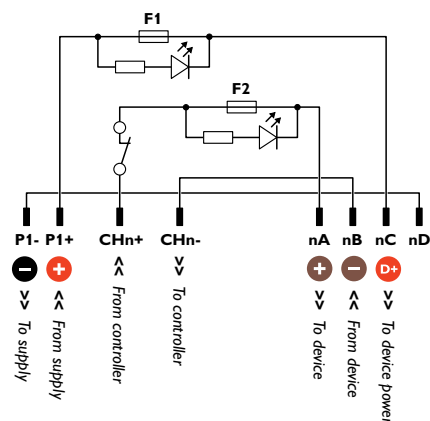 F1
F2
P1- P1+ CHn+ CHn- nA nB nC nD
− + + − D+
<< To supply
<< From supply
<< From controller
<< To controller
<< To device
<< From device
<< To device power